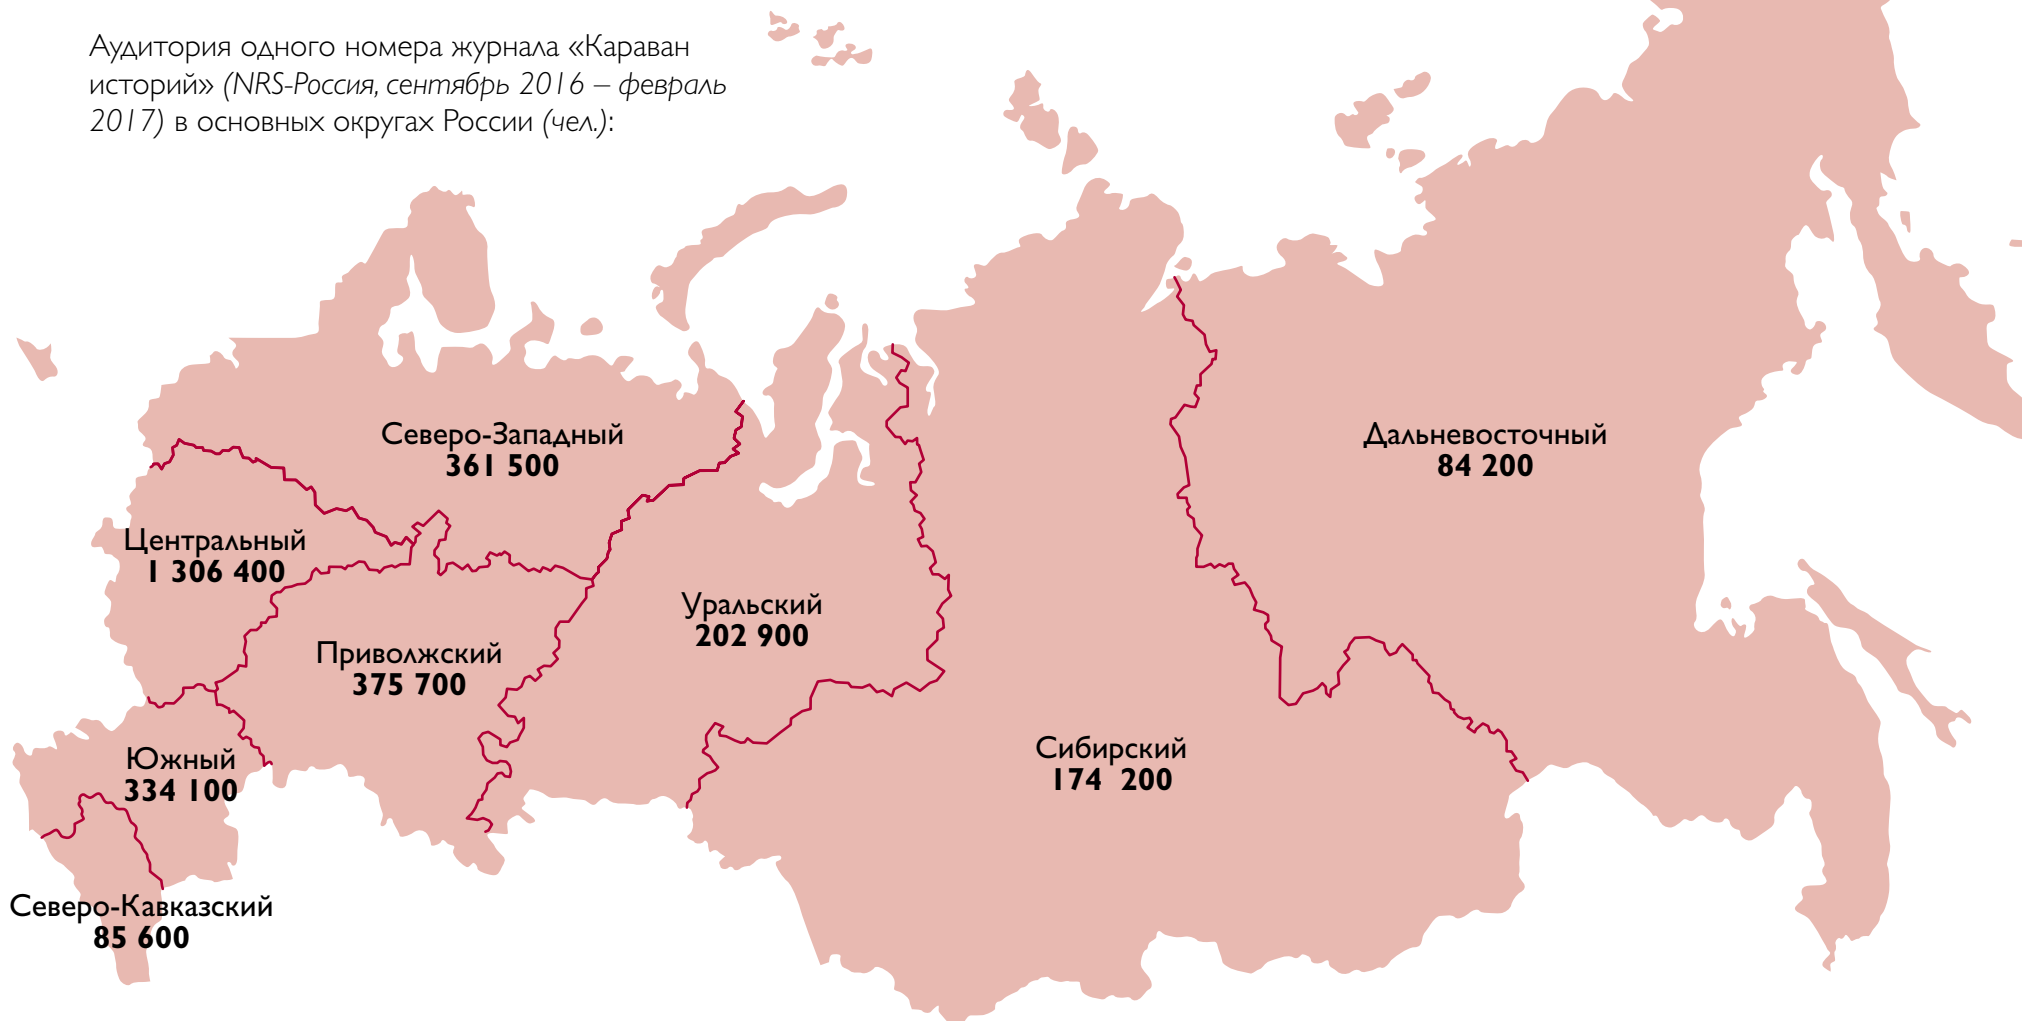 Аудитория одного номера журнала «Караван
историй» (NRS-Россия, сентябрь 2016 – февраль
2017) в основных округах России (чел.):
Северо-Западный
361 500
Дальневосточный
84 200
Центральный
1 306 400
Уральский
202 900
Приволжский
375 700
Южный
334 100
Сибирский
174  200
Северо-Кавказский
85 600